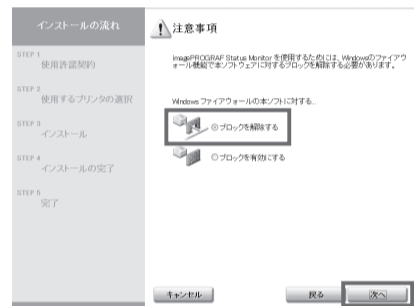 インストールの流れ
STEP 1
使用許諾契約
STEP 2
使用するプリンタの選択
STEP 3
インストール
STEP 4
インストールの完了
STEP 5
完了
注意事項
imagePROGRAF Status Monitor を使用するためには、Windowsのファイアウ
ォール機能で本ソフトウェアに対するブロックを解除する必要があります。
Windows ファイアウォールの本ソフトに対する...
ブロックを解除する
ブロックを有効にする
キャンセル
戻る
次へ